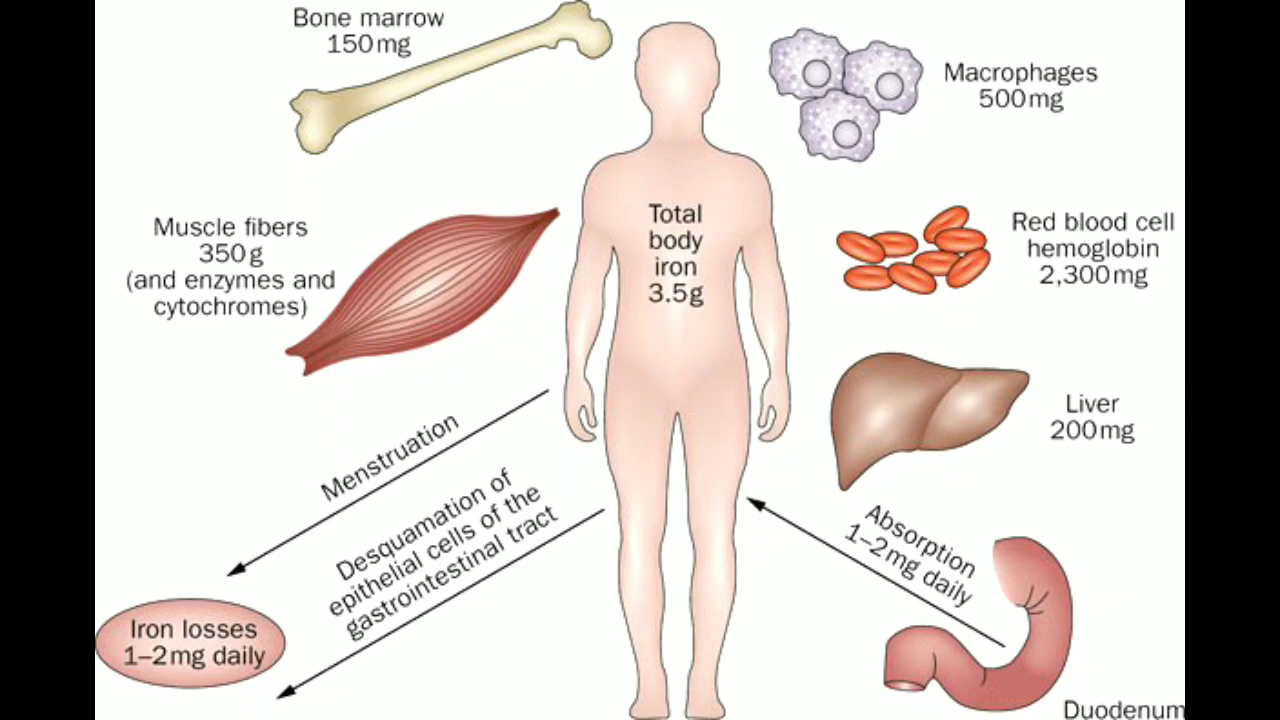 Bone marrow
150 mg
Macrophages
500 mg
Muscle fibers
350 g
(and enzymes and
cytochromes)
Total
body
iron
3.5 g
Red blood cell
hemoglobin
2,300 mg
Liver
200 mg
Menstruation
Desquamation of
epithelial cells of the
gastrointestinal tract
Absorption
1–2 mg daily
Iron losses
1–2 mg daily
Duodenum